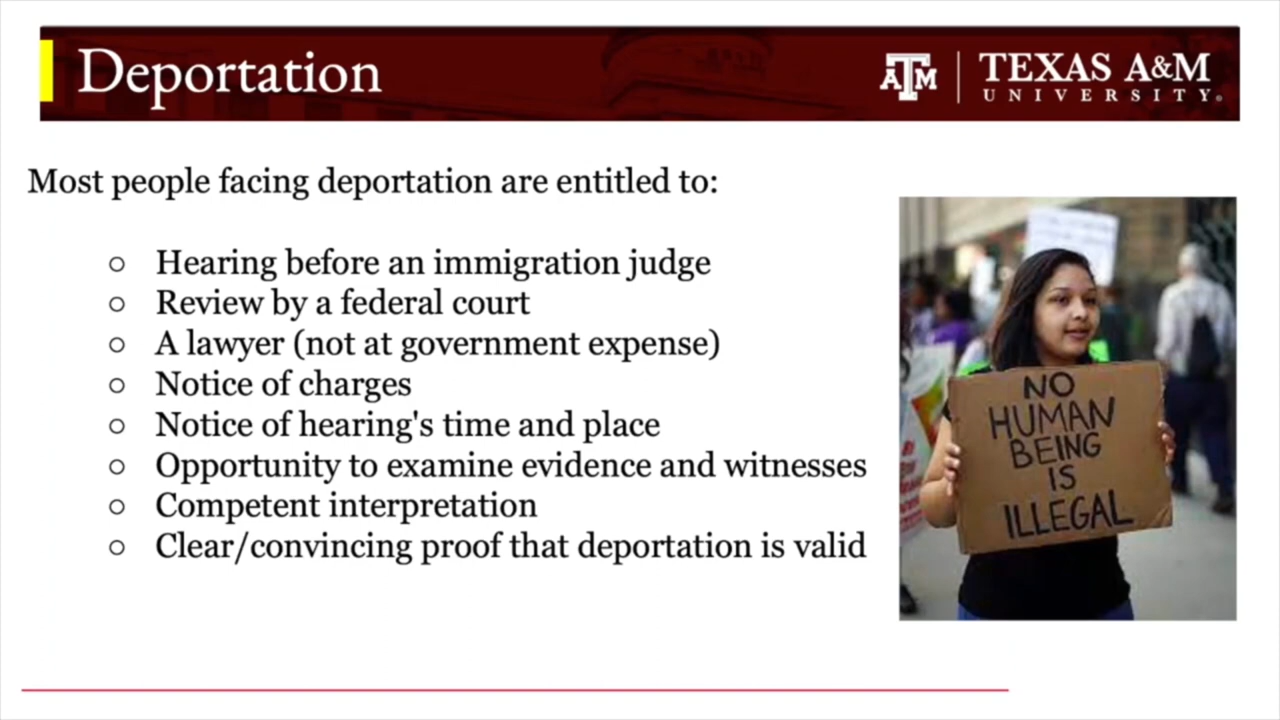 Deportation
ATM
TEXAS A&M
UNIVERSITY®
Most people facing deportation are entitled to:
○ Hearing before an immigration judge
○ Review by a federal court
○ A lawyer (not at government expense)
○ Notice of charges
○ Notice of hearing's time and place
○ Opportunity to examine evidence and witnesses
○ Competent interpretation
○ Clear/convincing proof that deportation is valid
NO
HUMAN
BEING
IS
ILLEGAL